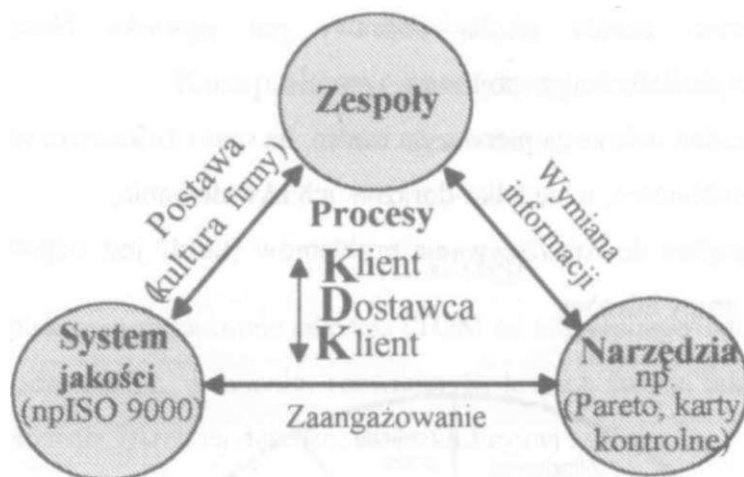 Zespoły
Postawa
(kultura firmy)
Wymiana
informacji
Procesy
Klient
Dostawca
Klient
System
jakości
(npISO 9000)
Narzędzia
np.
(Pareto, karty
kontrolne)
Zaangażowanie